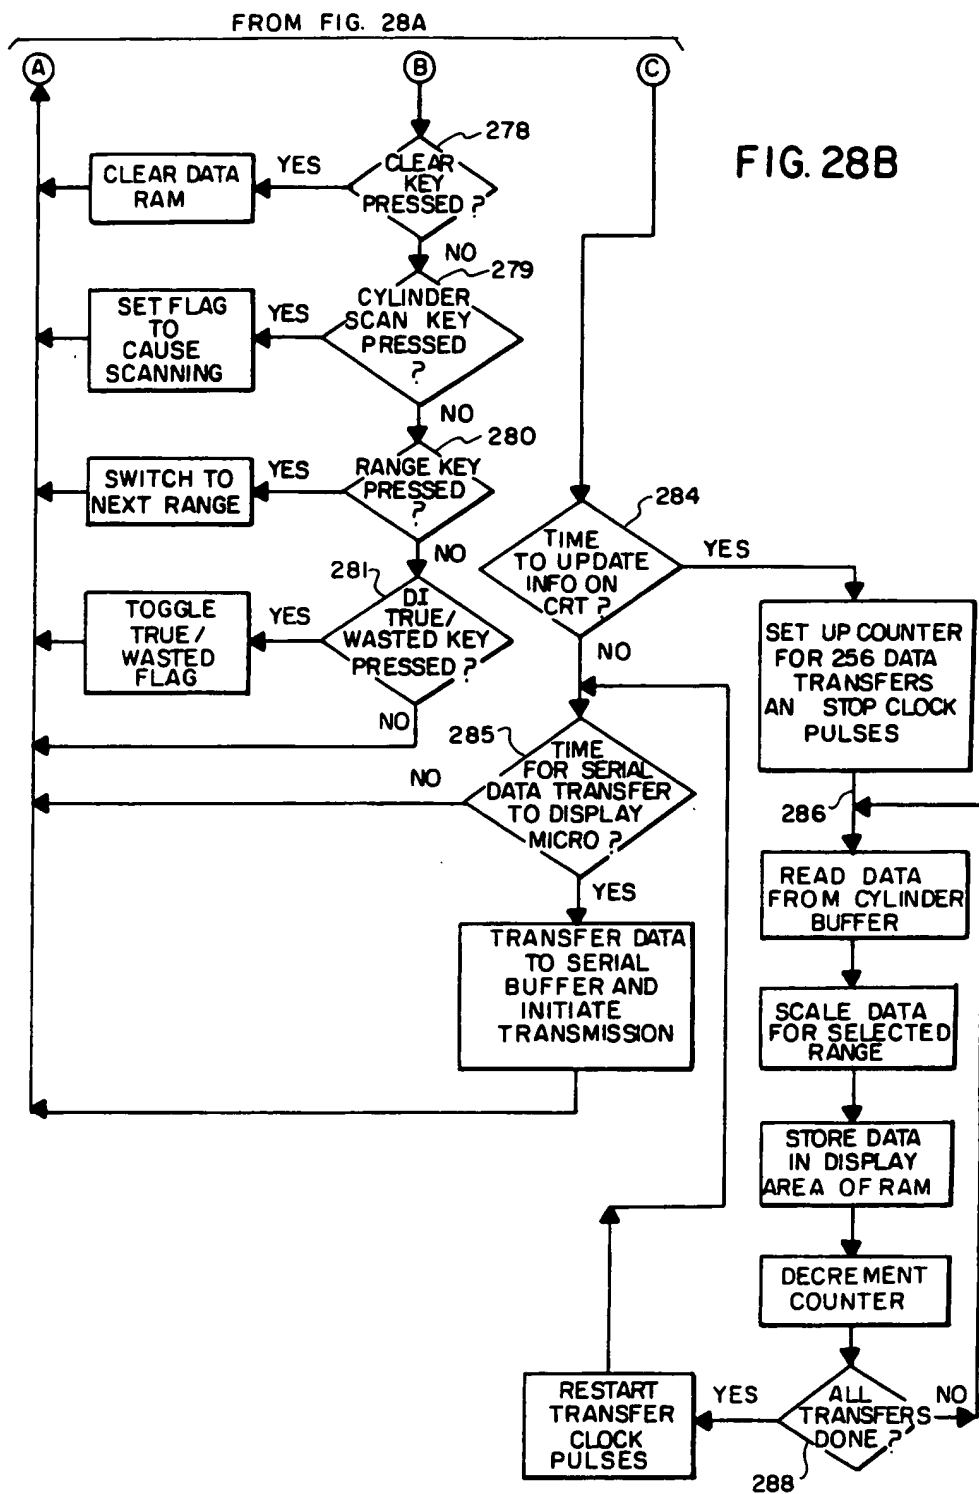 FROM FIG. 28A
A
B
C
FIG. 28B
278
CLEAR
KEY
PRESSED ?
YES
CLEAR DATA
RAM
NO
279
CYLINDER
SCAN KEY
PRESSED
?
YES
SET FLAG
TO
CAUSE
SCANNING
NO
280
RANGE KEY
PRESSED
?
YES
SWITCH TO
NEXT RANGE
NO
281
DI
TRUE/
WASTED KEY
PRESSED ?
YES
TOGGLE
TRUE/
WASTED
FLAG
NO
284
TIME
TO UPDATE
INFO ON
CRT ?
YES
NO
285
TIME
FOR SERIAL
DATA TRANSFER
TO DISPLAY
MICRO ?
NO
YES
TRANSFER DATA
TO SERIAL
BUFFER AND
INITIATE
TRANSMISSION
SET UP COUNTER
FOR 256 DATA
TRANSFERS
AN STOP CLOCK
PULSES
286
READ DATA
FROM CYLINDER
BUFFER
SCALE DATA
FOR SELECTED
RANGE
STORE DATA
IN DISPLAY
AREA OF RAM
DECREMENT
COUNTER
ALL
TRANSFERS
DONE ?
NO
YES
288
RESTART
TRANSFER
CLOCK
PULSES